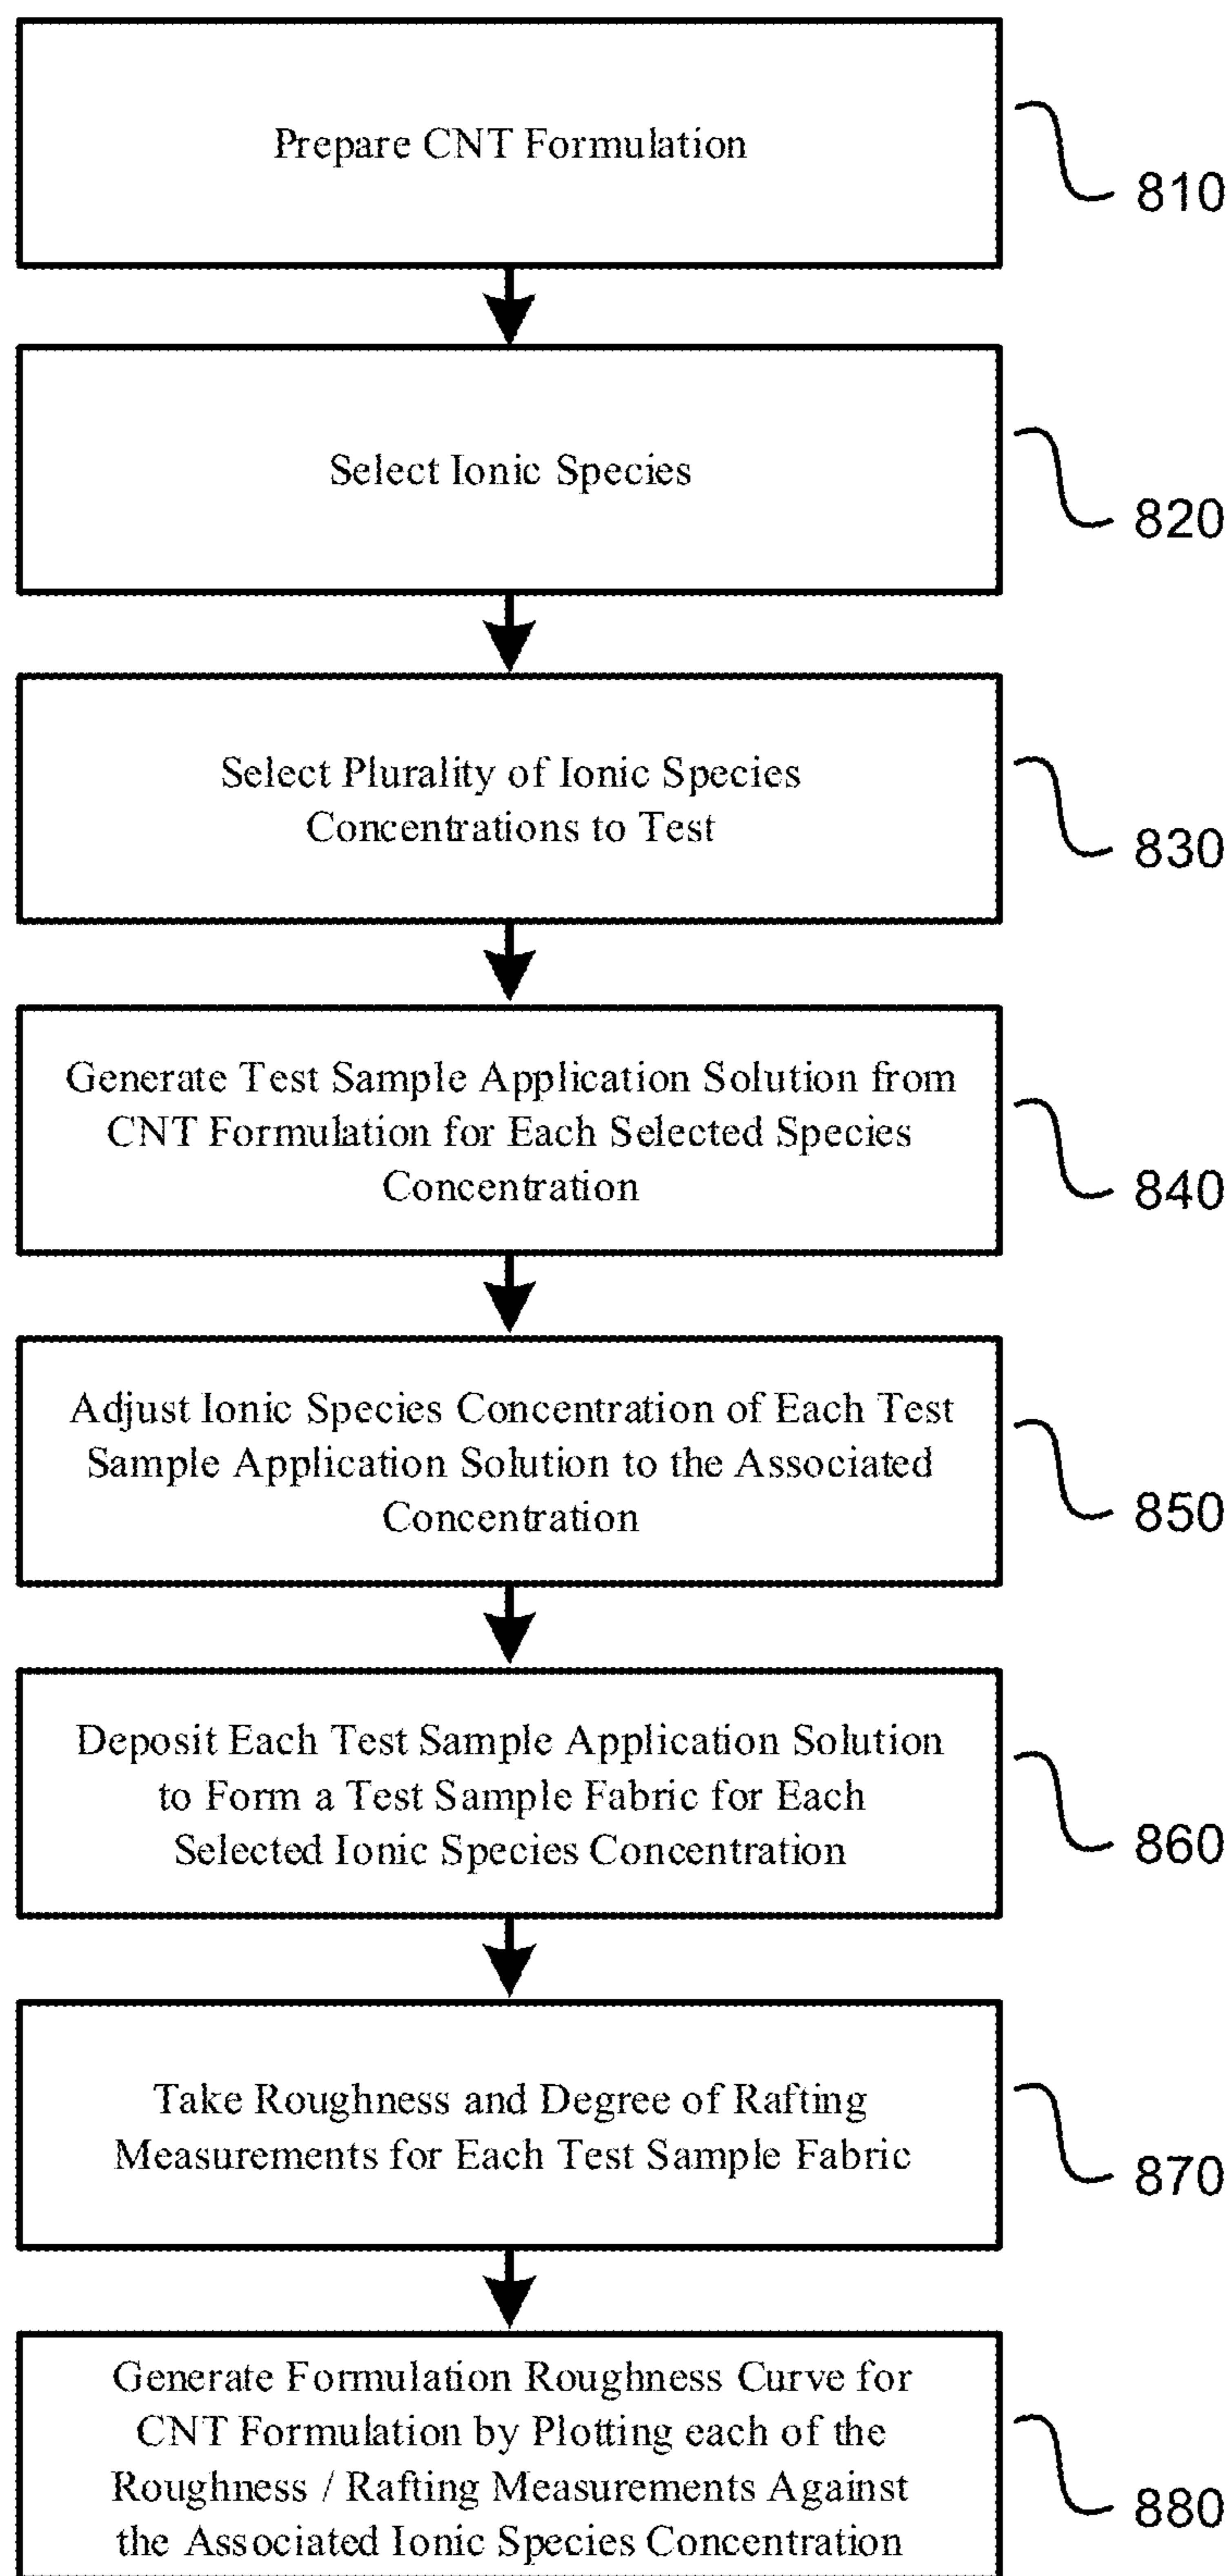 Prepare CNT Formulation
810
Select Ionic Species
820
Select Plurality of Ionic Species
Concentrations to Test
830
Generate Test Sample Application Solution from
CNT Formulation for Each Selected Species
Concentration
840
Adjust Ionic Species Concentration of Each Test
Sample Application Solution to the Associated
Concentration
850
Deposit Each Test Sample Application Solution
to Form a Test Sample Fabric for Each
Selected Ionic Species Concentration
860
Take Roughness and Degree of Rafting
Measurements for Each Test Sample Fabric
870
Generate Formulation Roughness Curve for
CNT Formulation by Plotting each of the
Roughness / Rafting Measurements Against
the Associated Ionic Species Concentration
880